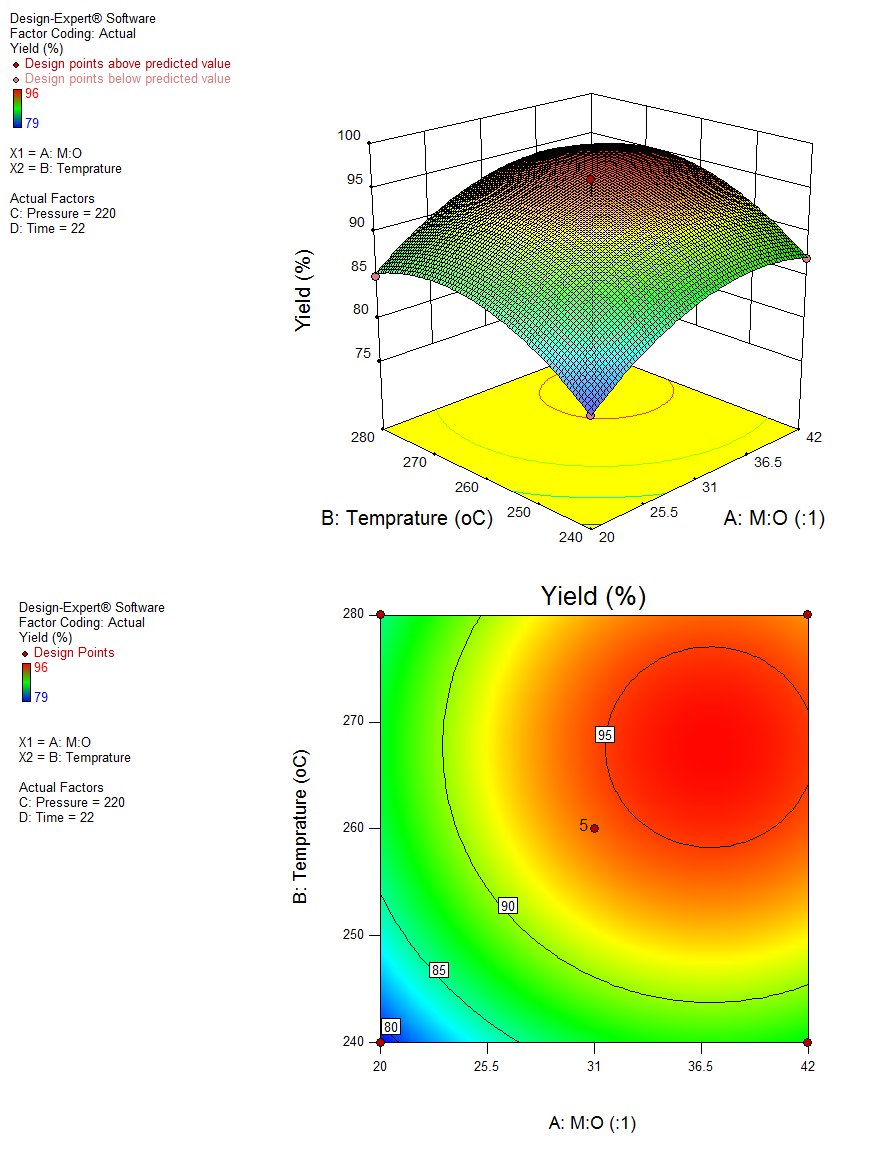 Design-Expert® Software
Factor Coding: Actual
Yield (%)
Design points above predicted value
Design points below predicted value
96
79
X1 = A: M:O
X2 = B: Temprature
Actual Factors
C: Pressure = 220
D: Time = 22
100
95
90
85
80
75
Yield (%)
280
270
260
250
240
20
25.5
31
36.5
42
B: Temprature (oC)
A: M:O (:1)
Design-Expert® Software
Factor Coding: Actual
Yield (%)
Design Points
96
79
X1 = A: M:O
X2 = B: Temprature
Actual Factors
C: Pressure = 220
D: Time = 22
Yield (%)
280
270
260
250
240
B: Temprature (oC)
95
5
90
85
80
20
25.5
31
36.5
42
A: M:O (:1)